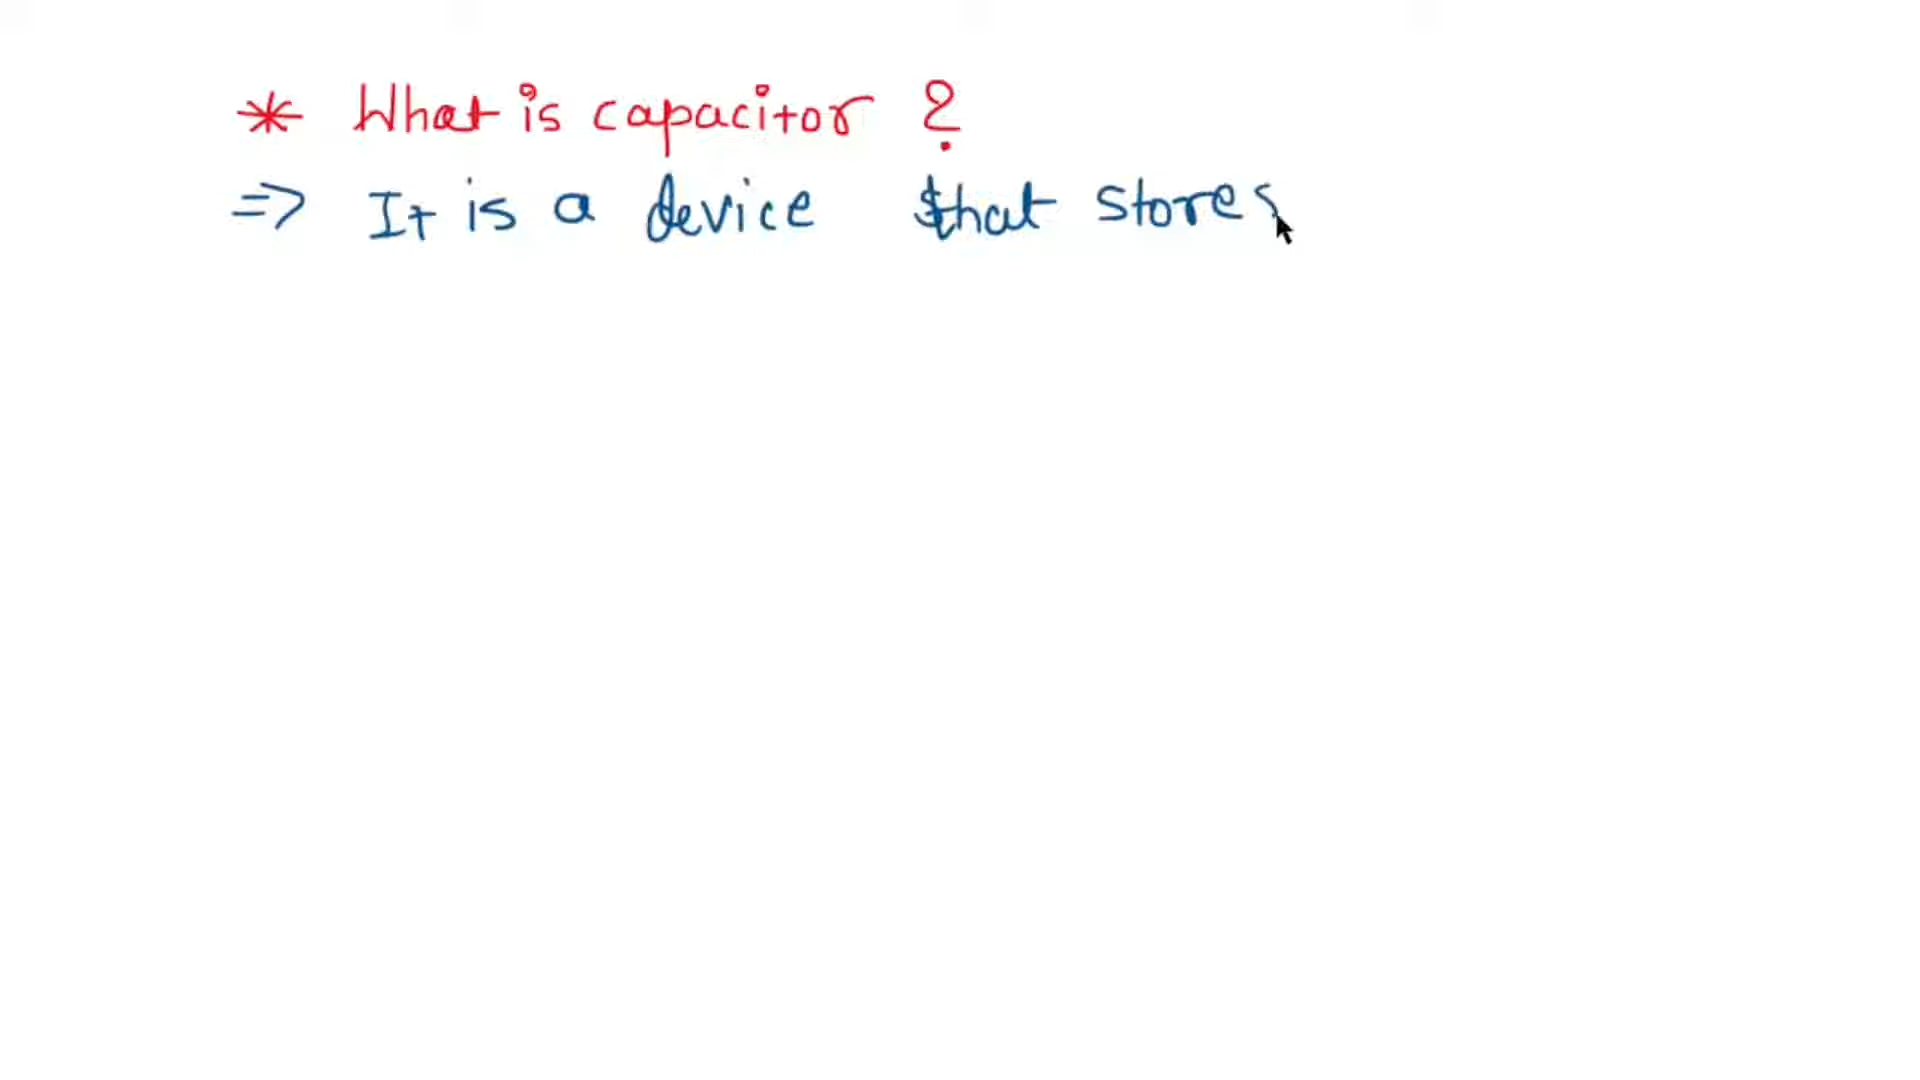 * What is capacitor ?
=> It is a device that stores